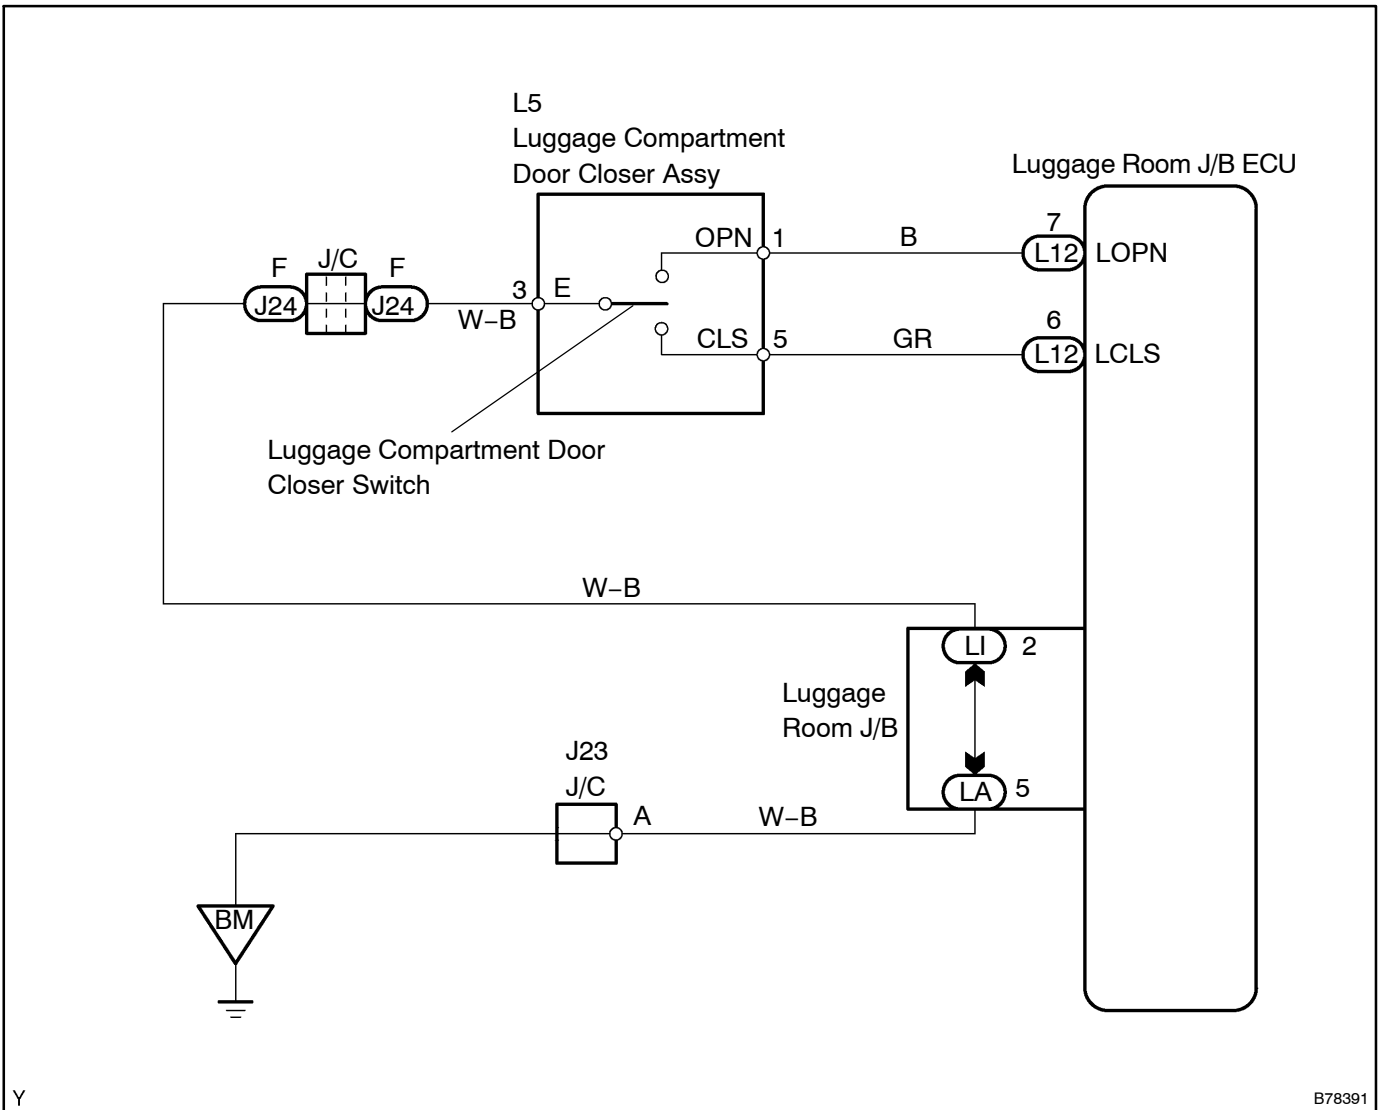 L5
Luggage Compartment
Door Closer Assy
Luggage Room J/B ECU
OPN 1
B
7
L12 LOPN
F J/C F
J24 J24
3 E
W–B
CLS 5
GR
6
L12 LCLS
Luggage Compartment Door
Closer Switch
W–B
LI 2
Luggage
Room J/B
LA 5
J23
J/C
A
W–B
BM
Y
B78391